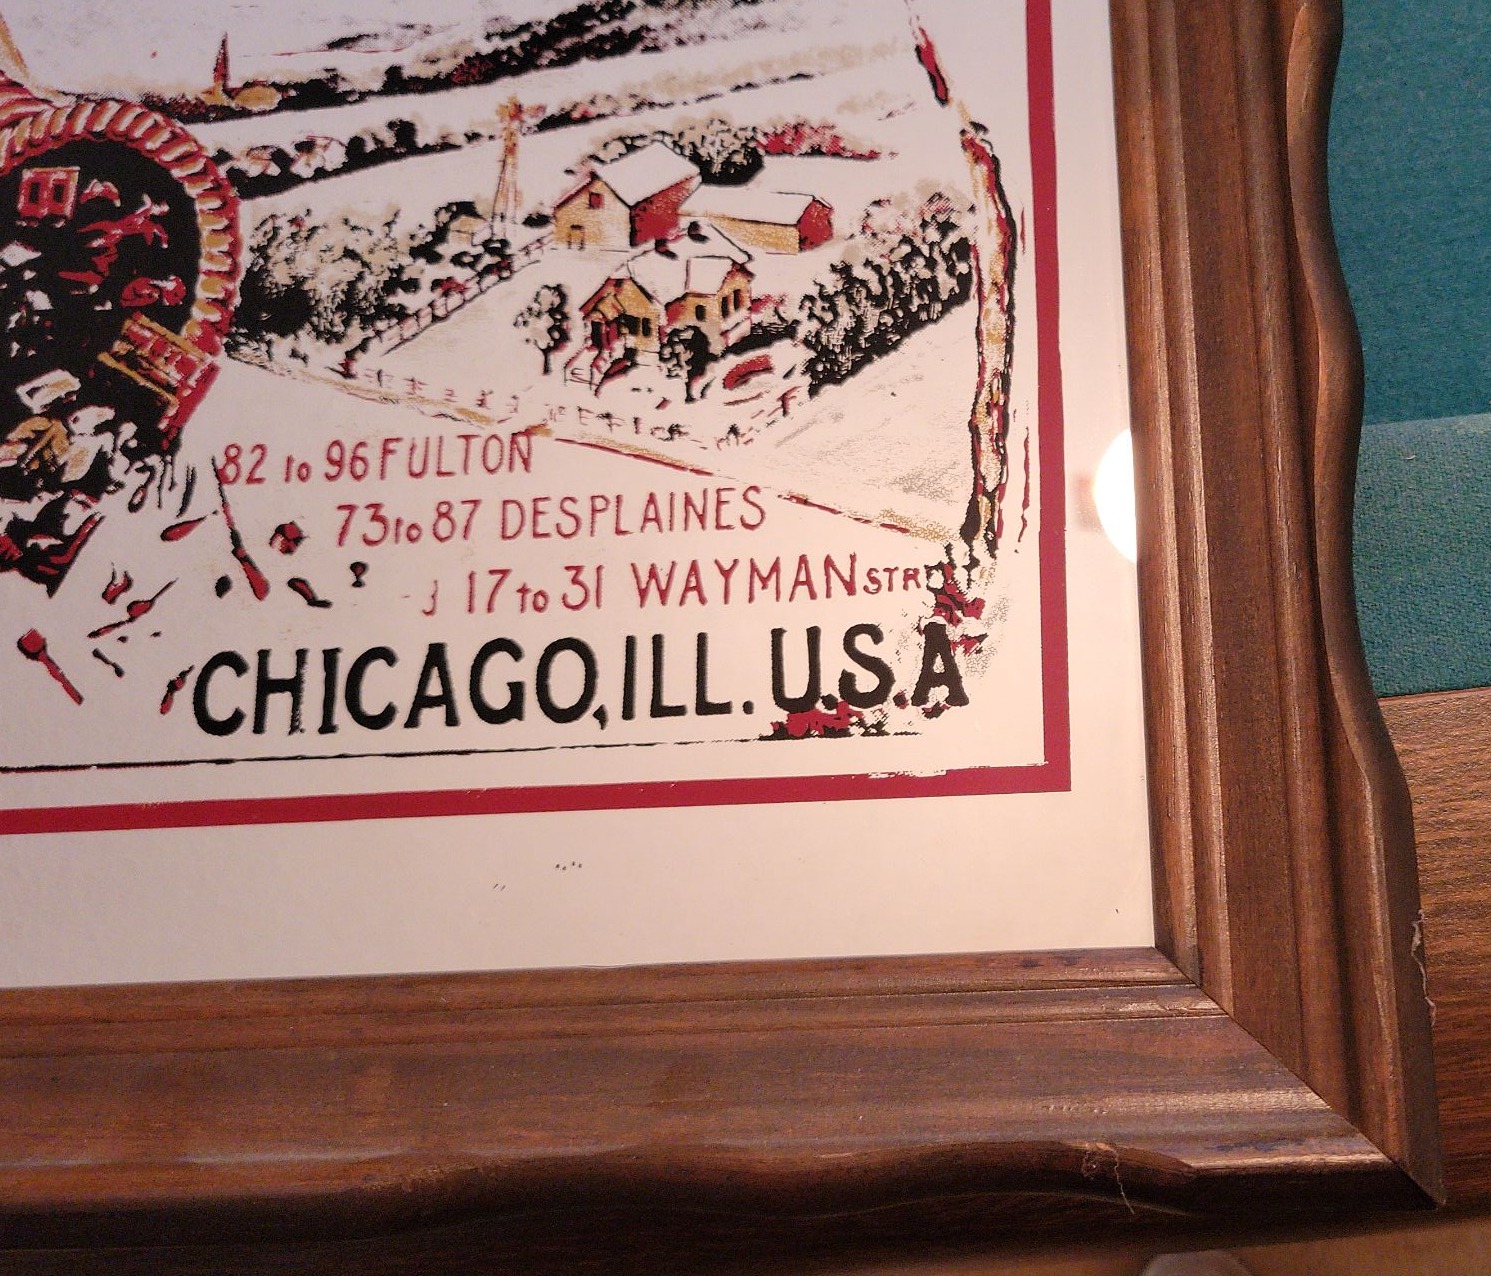 82 to 96 FULTON
73 to 87 DESPLAINES
17 to 31 WAYMAN
CHICAGO, ILL. U.S.A